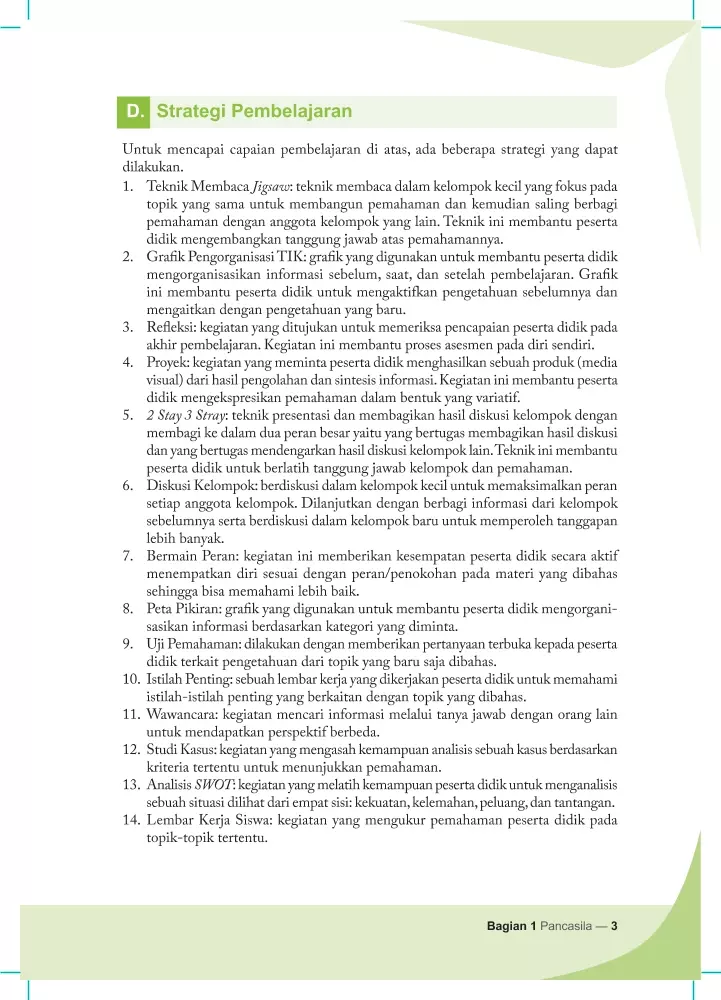 D. Strategi Pembelajaran
Untuk mencapai capaian pembelajaran di atas, ada beberapa strategi yang dapat
dilakukan.
1. Teknik Membaca Jigsaw: teknik membaca dalam kelompok kecil yang fokus pada
topik yang sama untuk membangun pemahaman dan kemudian saling berbagi
pemahaman dengan anggota kelompok yang lain. Teknik ini membantu peserta
didik mengembangkan tanggung jawab atas pemahamannya.
2. Grafik Pengorganisasi TIK: grafik yang digunakan untuk membantu peserta didik
mengorganisasikan informasi sebelum, saat, dan setelah pembelajaran. Grafik
ini membantu peserta didik untuk mengaktifkan pengetahuan sebelumnya dan
mengaitkan dengan pengetahuan yang baru.
3. Refleksi: kegiatan yang ditujukan untuk memeriksa pencapaian peserta didik pada
akhir pembelajaran. Kegiatan ini membantu proses asesmen pada diri sendiri.
4. Proyek: kegiatan yang meminta peserta didik menghasilkan sebuah produk (media
visual) dari hasil pengolahan dan sintesis informasi. Kegiatan ini membantu peserta
didik mengekspresikan pemahaman dalam bentuk yang variatif.
5. 2 Stay 3 Stray: teknik presentasi dan membagikan hasil diskusi kelompok dengan
membagi ke dalam dua peran besar yaitu yang bertugas membagikan hasil diskusi
dan yang bertugas mendengarkan hasil diskusi kelompok lain. Teknik ini membantu
peserta didik untuk berlatih tanggung jawab kelompok dan pemahaman.
6. Diskusi Kelompok: berdiskusi dalam kelompok kecil untuk memaksimalkan peran
setiap anggota kelompok. Dilanjutkan dengan berbagi informasi dari kelompok
sebelumnya serta berdiskusi dalam kelompok baru untuk memperoleh tanggapan
lebih banyak.
7. Bermain Peran: kegiatan ini memberikan kesempatan peserta didik secara aktif
menempatkan diri sesuai dengan peran/penokohan pada materi yang dibahas
sehingga bisa memahami lebih baik.
8. Peta Pikiran: grafik yang digunakan untuk membantu peserta didik mengorgani-
sasikan informasi berdasarkan kategori yang diminta.
9. Uji Pemahaman: dilakukan dengan memberikan pertanyaan terbuka kepada peserta
didik terkait pengetahuan dari topik yang baru saja dibahas.
10. Istilah Penting: sebuah lembar kerja yang dikerjakan peserta didik untuk memahami
istilah-istilah penting yang berkaitan dengan topik yang dibahas.
11. Wawancara: kegiatan mencari informasi melalui tanya jawab dengan orang lain
untuk mendapatkan perspektif berbeda.
12. Studi Kasus: kegiatan yang mengasah kemampuan analisis sebuah kasus berdasarkan
kriteria tertentu untuk menunjukkan pemahaman.
13. Analisis SWOT: kegiatan yang melatih kemampuan peserta didik untuk menganalisis
sebuah situasi dilihat dari empat sisi: kekuatan, kelemahan, peluang, dan tantangan.
14. Lembar Kerja Siswa: kegiatan yang mengukur pemahaman peserta didik pada
topik-topik tertentu.
Bagian 1 Pancasila — 3